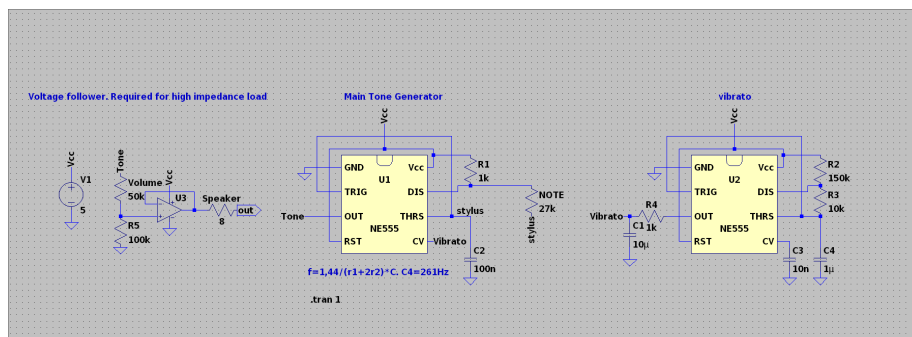 Voltage follower. Required for high impedance load
Main Tone Generator
vibrato
Vcc
V1
5
Tone
Volume
50k
Vcc
U3
R5
100k
Speaker
8
out
Vcc
GND
Vcc
U1
TRIG
DIS
Tone
OUT
THRS
NE555
RST
CV
Vibrato
R1
1k
stylus
NOTE
27k
stylus
C2
100n
f=1,44/(r1+2r2)*C. C4=261Hz
.tran 1
Vcc
GND
Vcc
U2
TRIG
DIS
OUT
THRS
NE555
RST
CV
Vibrato
R4
1k
C1
10µ
R2
150k
R3
10k
C3
10n
C4
1µ